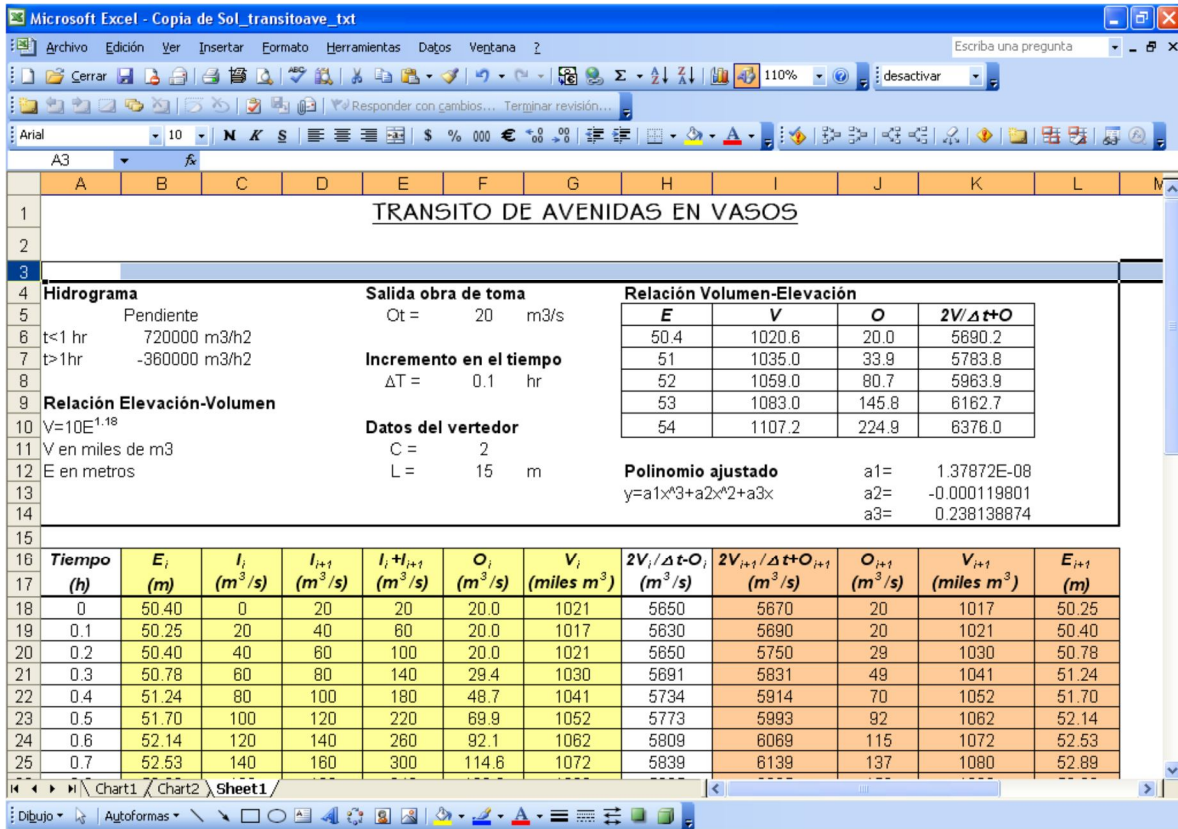 Microsoft Excel - Copia de Sol_transitoave_txt
Archivo Edición Ver Insertar Formato Herramientas Datos Ventana ? Escriba una pregunta
Cerrar 110% desactivar
Responder con cambios... Terminar revisión...
Arial 10 N K S $ % 000 €
A3 fx
A B C D E F G H I J K L M
1 TRANSITO DE AVENIDAS EN VASOS
2
3
4 Hidrograma Salida obra de toma Relación Volumen-Elevación
5 Pendiente Ot = 20 m3/s E V O 2V/Δt+O
6 t<1 hr 720000 m3/h2 50.4 1020.6 20.0 5690.2
7 t>1hr -360000 m3/h2 Incremento en el tiempo 51 1035.0 33.9 5783.8
8 ΔT = 0.1 hr 52 1059.0 80.7 5963.9
9 Relación Elevación-Volumen 53 1083.0 145.8 6162.7
10 V=10E^1.18 Datos del vertedor 54 1107.2 224.9 6376.0
11 V en miles de m3 C = 2
12 E en metros L = 15 m Polinomio ajustado a1= 1.37872E-08
13 y=a1x^3+a2x^2+a3x a2= -0.000119801
14 a3= 0.238138874
15
16 Tiempo E_i I_i I_i+1 I_i+I_i+1 O_i V_i 2V_i/Δt-O_i 2V_i+1/Δt+O_i+1 O_i+1 V_i+1 E_i+1
17 (h) (m) (m³/s) (m³/s) (m³/s) (m³/s) (miles m³) (m³/s) (m³/s) (m³/s) (miles m³) (m)
18 0 50.40 0 20 20 20.0 1021 5650 5670 20 1017 50.25
19 0.1 50.25 20 40 60 20.0 1017 5630 5690 20 1021 50.40
20 0.2 50.40 40 60 100 20.0 1021 5650 5750 29 1030 50.78
21 0.3 50.78 60 80 140 29.4 1030 5691 5831 49 1041 51.24
22 0.4 51.24 80 100 180 48.7 1041 5734 5914 70 1052 51.70
23 0.5 51.70 100 120 220 69.9 1052 5773 5993 92 1062 52.14
24 0.6 52.14 120 140 260 92.1 1062 5809 6069 115 1072 52.53
25 0.7 52.53 140 160 300 114.6 1072 5839 6139 137 1080 52.89
Chart1 Chart2 Sheet1
Dibujo Autoformas